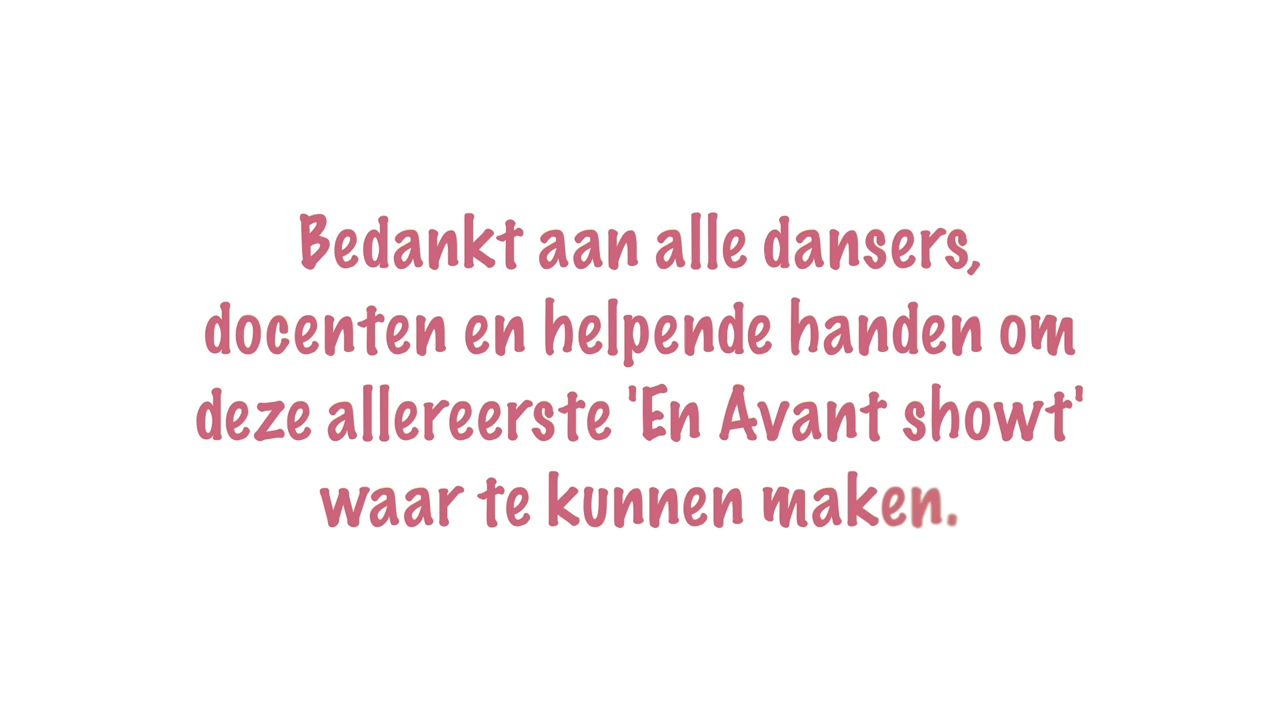 Bedankt aan alle dansers,
docenten en helpende handen om
deze allereerste 'En Avant showt'
waar te kunnen maken.